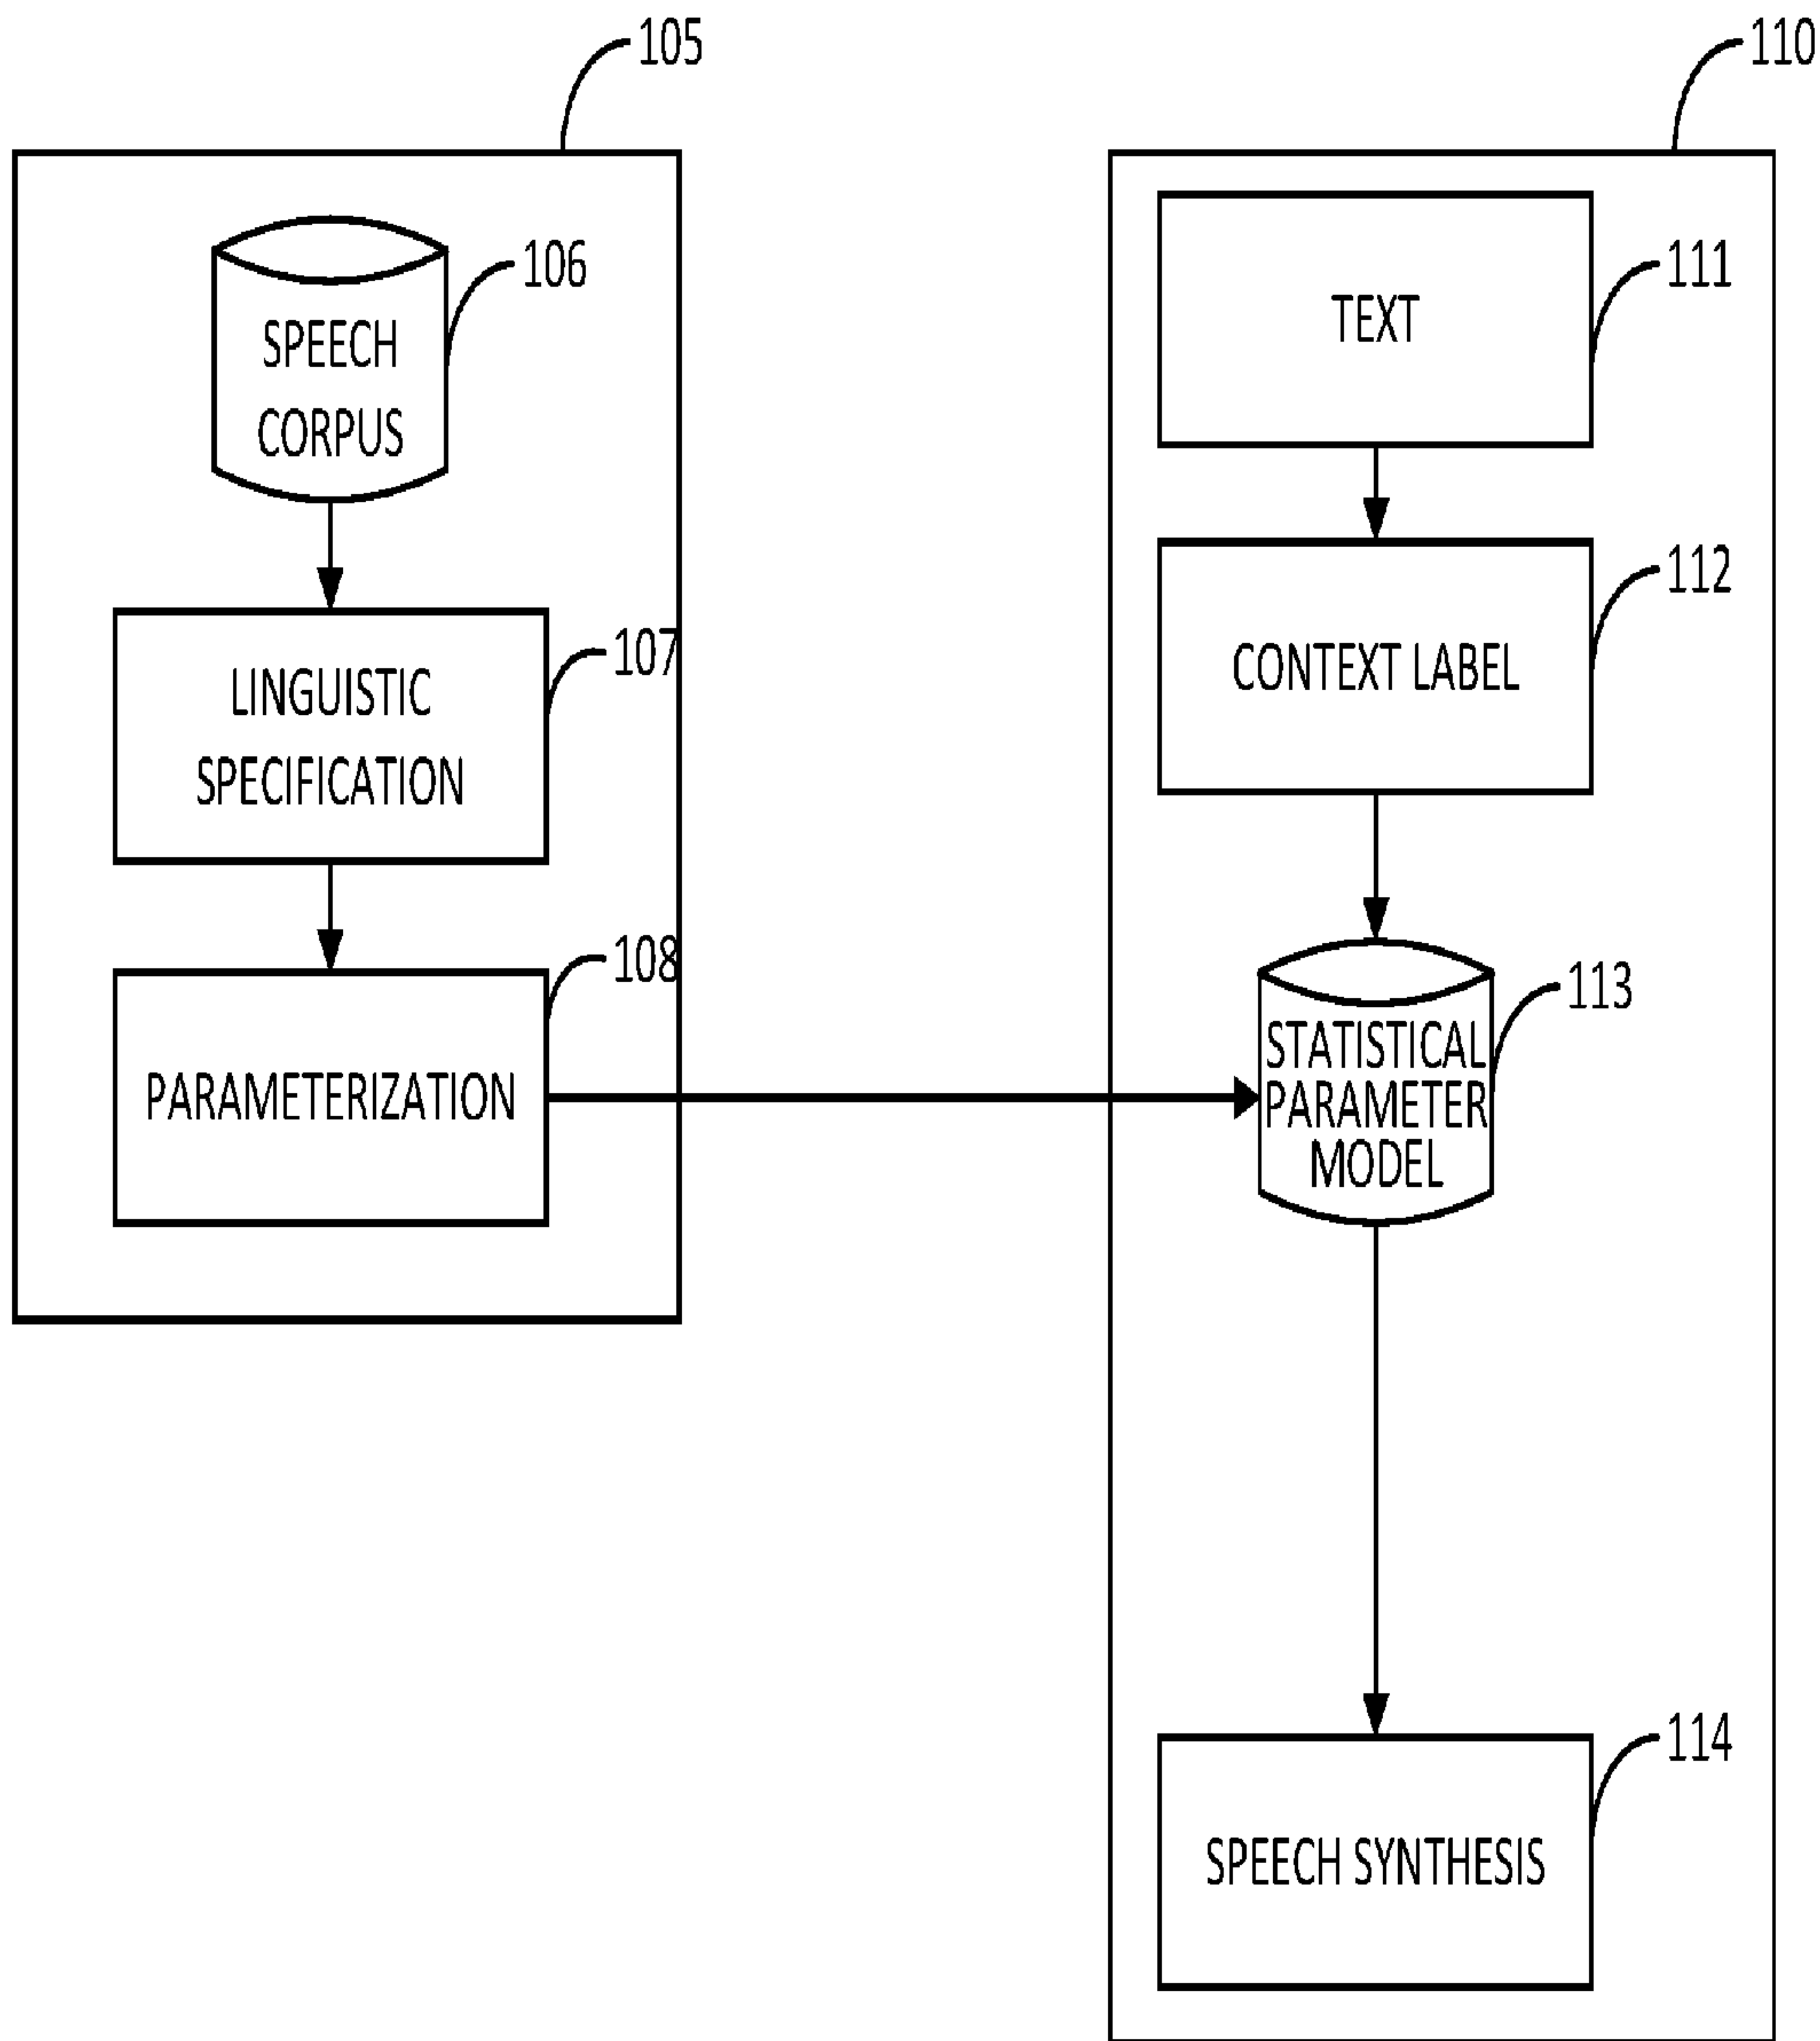 105
110
106
SPEECH
CORPUS
111
TEXT
107
LINGUISTIC
SPECIFICATION
112
CONTEXT LABEL
108
PARAMETERIZATION
113
STATISTICAL
PARAMETER
MODEL
114
SPEECH SYNTHESIS